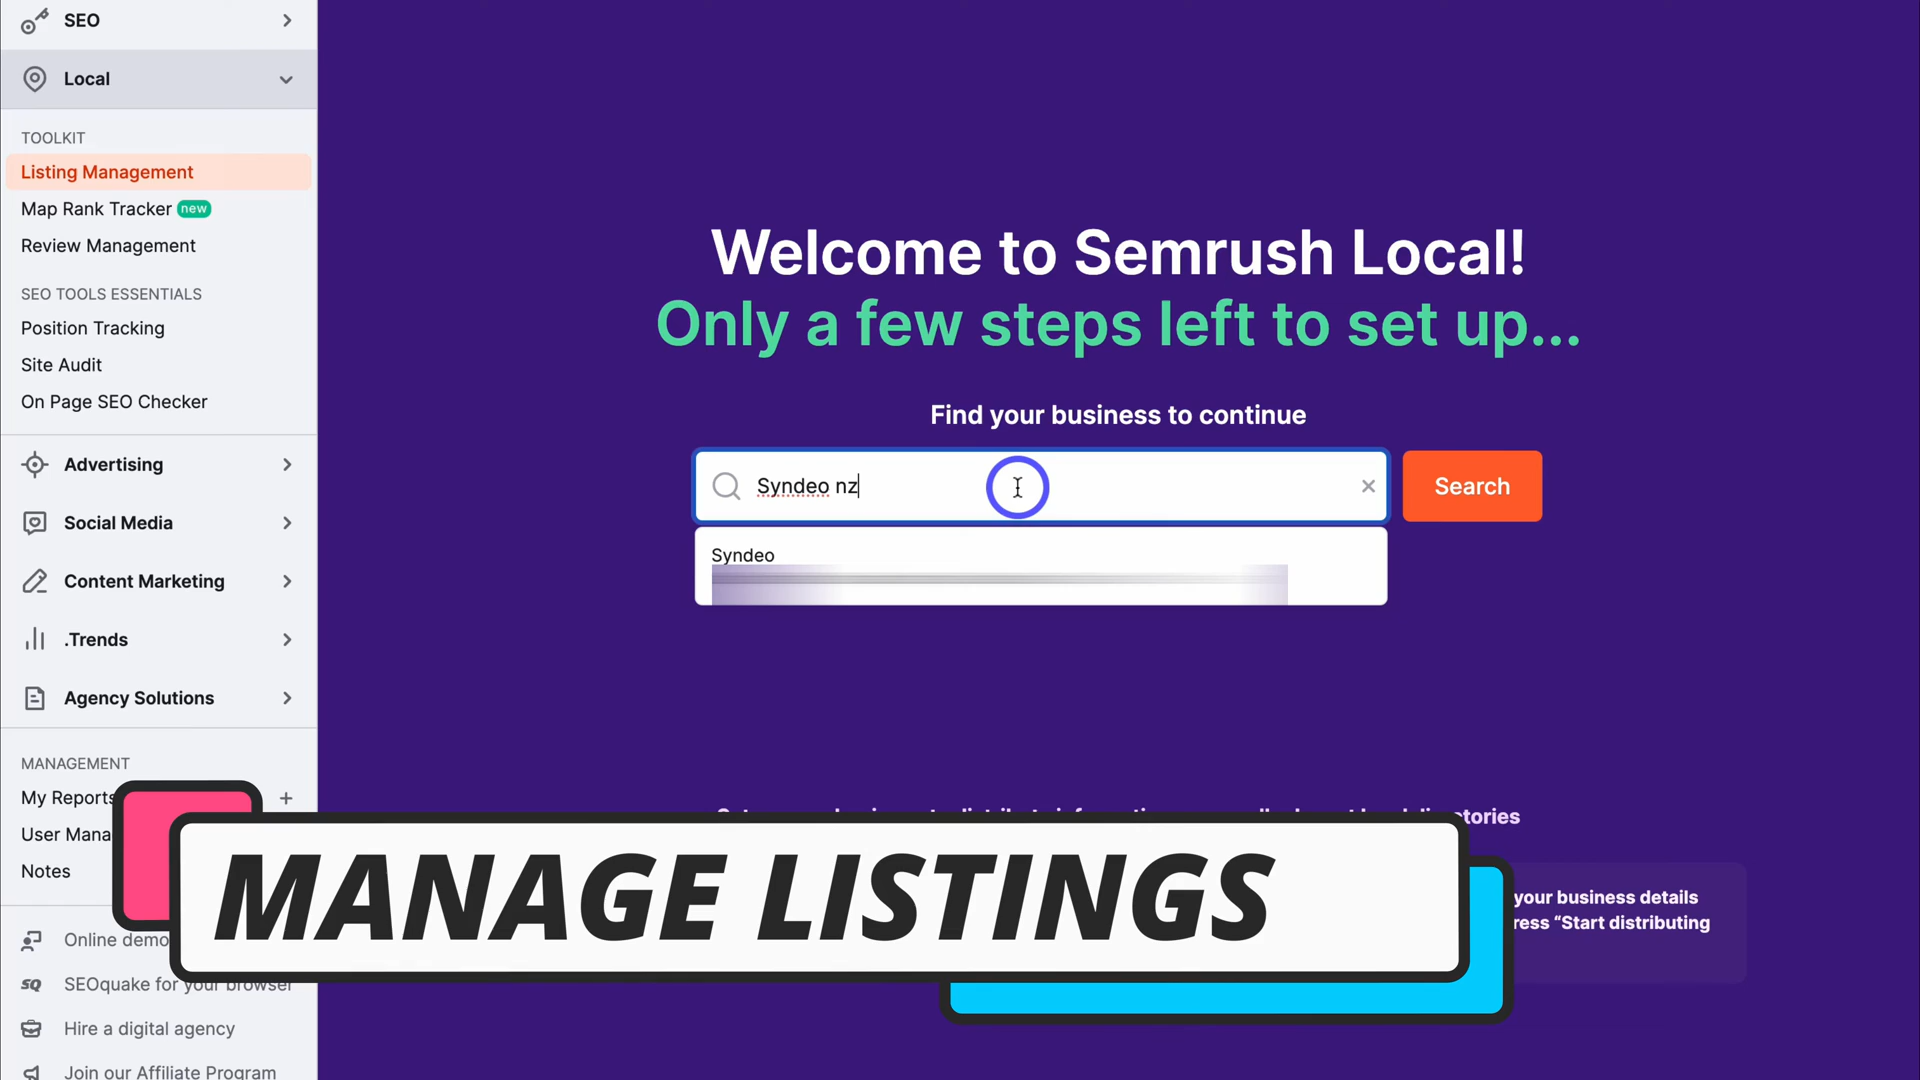 SEO
Local
TOOLKIT
Listing Management
Map Rank Tracker new
Review Management
SEO TOOLS ESSENTIALS
Position Tracking
Site Audit
On Page SEO Checker
Advertising
Social Media
Content Marketing
.Trends
Agency Solutions
MANAGEMENT
My Reports
User Mana
Notes
Online demo
SQ SEOquake for your browser
Hire a digital agency
Join our Affiliate Program
Welcome to Semrush Local!
Only a few steps left to set up...
Find your business to continue
Syndeo nz
Search
Syndeo
your business details
ress “Start distributing
MANAGE LISTINGS